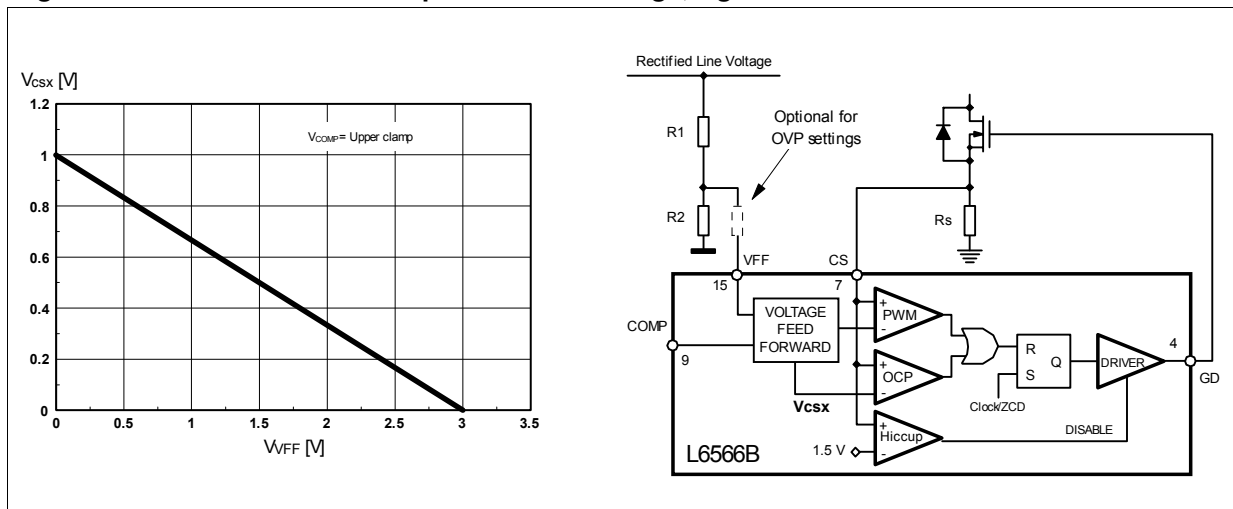 Vcsx [V]
1.2
1
0.8
0.6
0.4
0.2
0
VCOMP = Upper clamp
0 0.5 1 1.5 2 2.5 3 3.5
VVFF [V]
Rectified Line Voltage
R1
Optional for
OVP settings
R2
Rs
VFF
CS
15
7
COMP
9
VOLTAGE
FEED
FORWARD
+
PWM
-
+
OCP
-
Vcsx
+
Hiccup
-
1.5 V
R
S
Q
Clock/ZCD
DRIVER
4
GD
DISABLE
L6566B